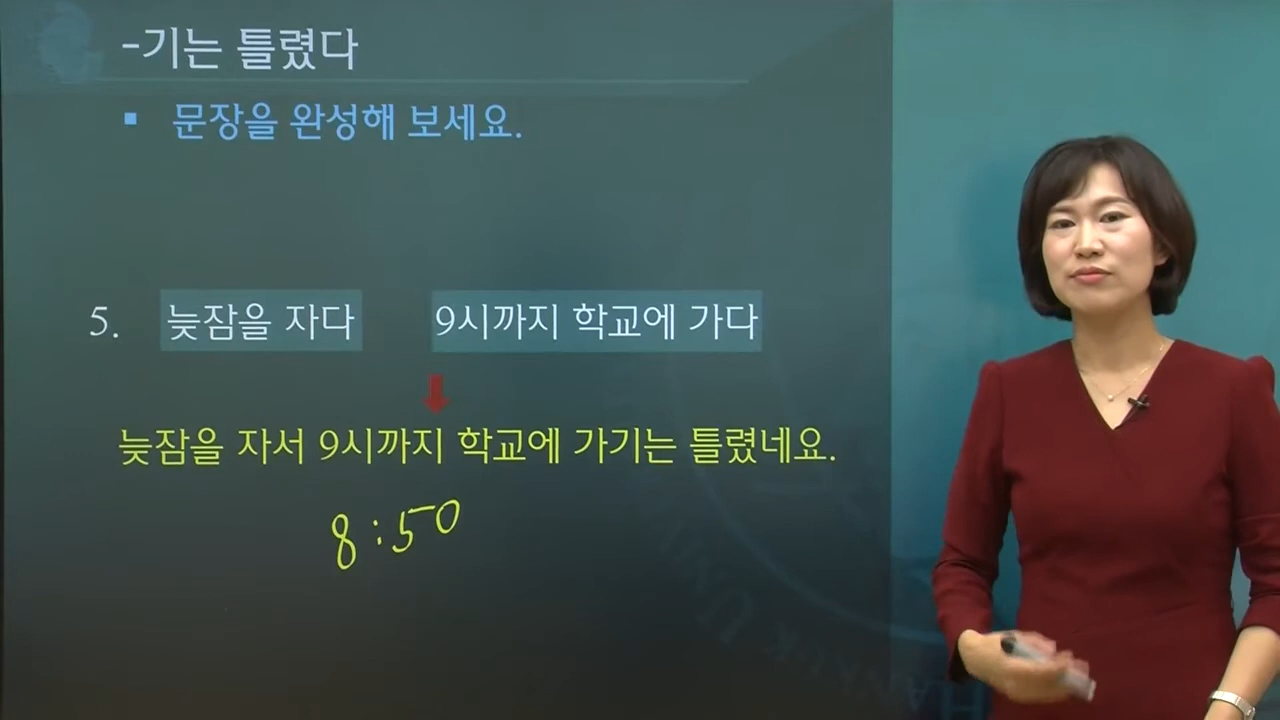 -기는 틀렸다
▪ 문장을 완성해 보세요.
5. 늦잠을 자다 9시까지 학교에 가다
늦잠을 자서 9시까지 학교에 가기는 틀렸네요.
8:50